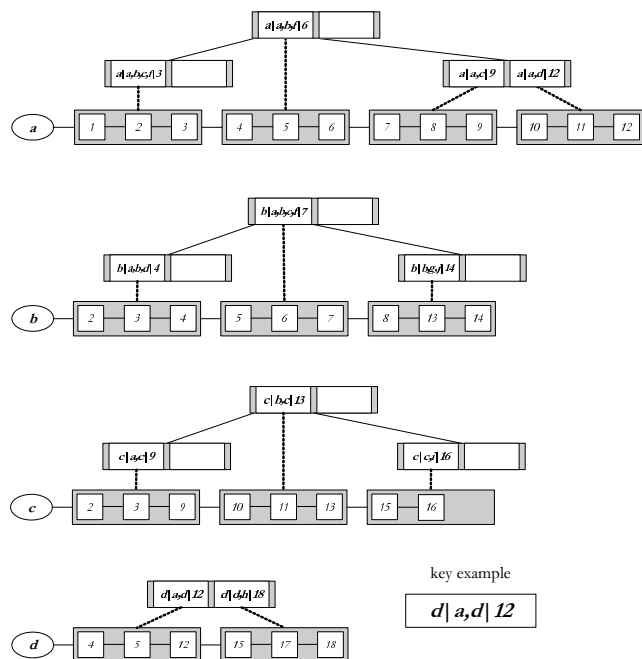 a|a,b,f|6
a|a,b,c,f|3
a|a,c|9 a|a,d|12
a 1 2 3 4 5 6 7 8 9 10 11 12
b|a,b,c,f|7
b|a,b,d|4
b|b,g,j|14
b 2 3 4 5 6 7 8 13 14
c|b,c|13
c|a,c|9
c|c,i|16
c 2 3 9 10 11 13 15 16
key example
d|a,d|12 d|d,h|18
d|a,d|12
d 4 5 12 15 17 18